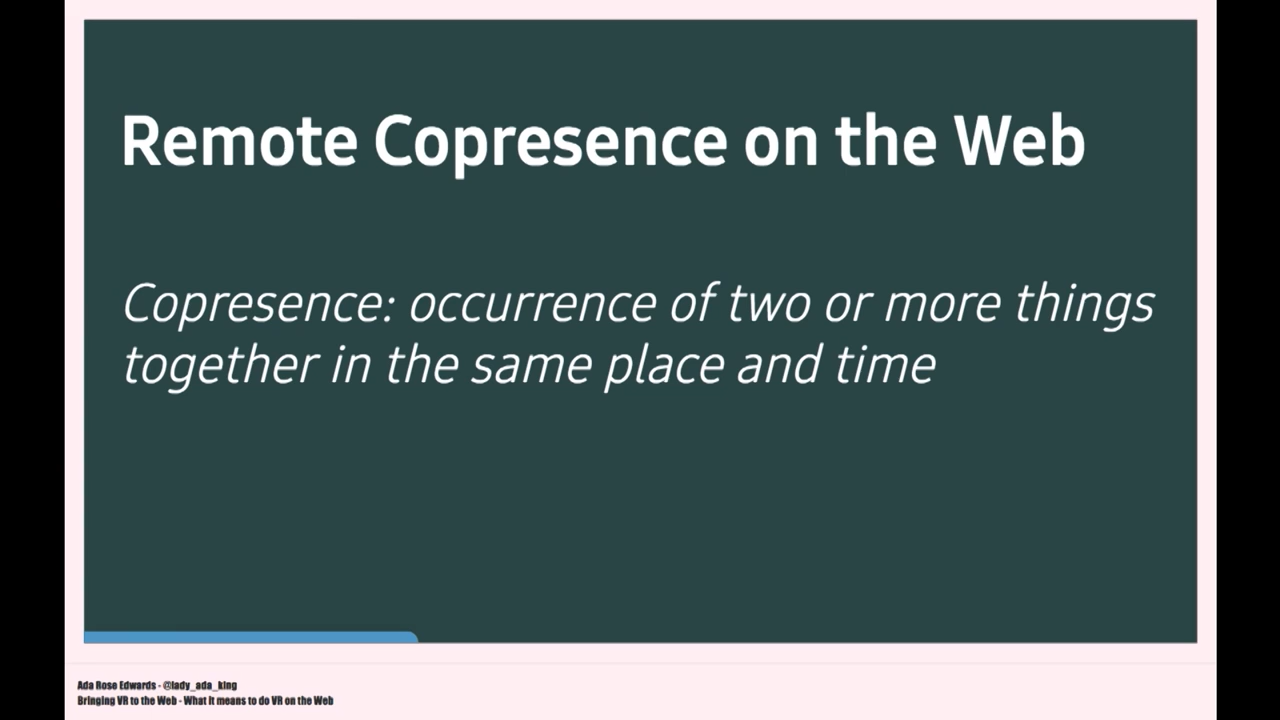 Remote Copresence on the Web
Copresence: occurrence of two or more things
together in the same place and time
Ada Rose Edwards - @lady_ada_king
Bringing VR to the Web - What it means to do VR on the Web